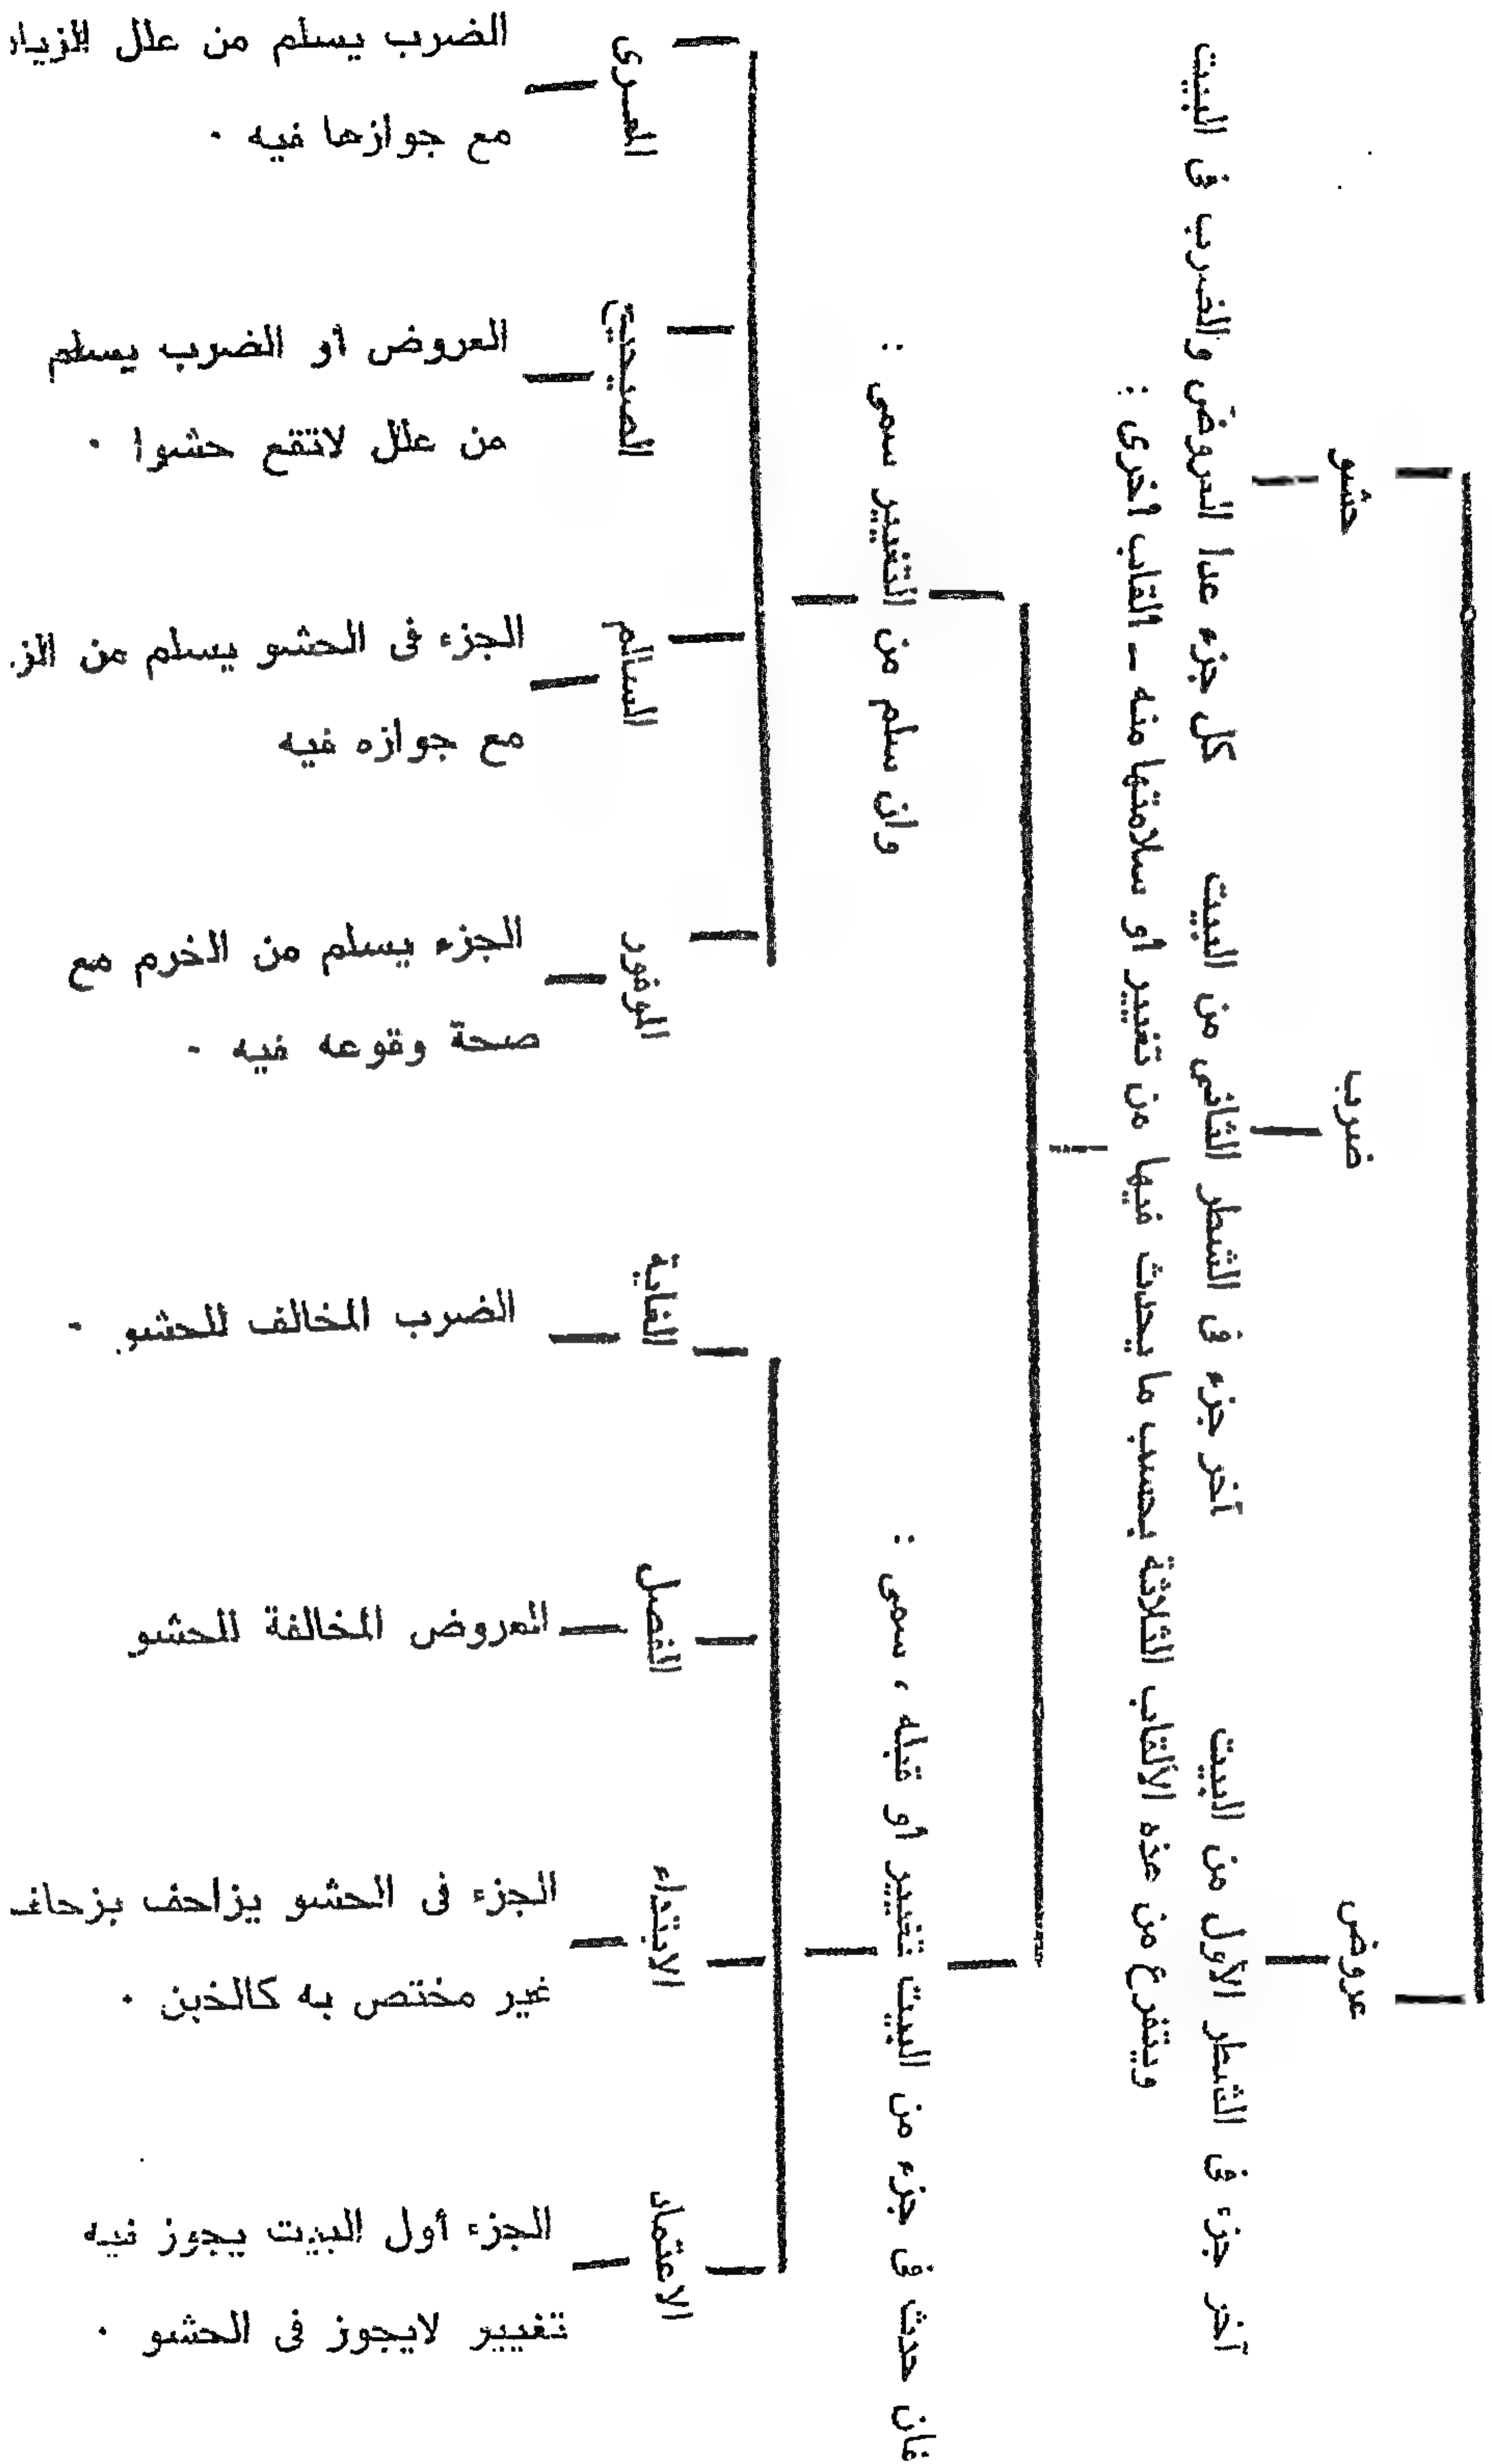 عروض
ضرب
حشو
آخر جزء فى الشطر الأول من البيت
آخر جزء فى الشطر الثانى من البيت
كل جزء عدا العروض والضرب فى البيت
ويتفرع من هذه الألقاب الثلاثة بحسب ما يحدث فيها من تغيير أو سلامتها منه ـ ألقاب أخرى :
فان حدث فى جزء من البيت تغيير أو قبله ، سمى :
وان سلم من التغيير سمى :
الاعتماد
الجزء أول البيت يجوز فيه
تغيير لايجوز فى الحشو .
الابتداء
الجزء فى الحشو يزاحف بزحاف
غير مختص به كالخبن .
الفصل
العروض المخالفة للحشو
الغاية
الضرب المخالف للحشو .
الموفور
الجزء يسلم من الخرم مع
صحة وقوعه فيه .
السالم
الجزء فى الحشو يسلم من الز
مع جوازه فيه
الصحيح
العروض أو الضرب يسلم
من علل لاتقع حشوا .
المعرى
الضرب يسلم من علل الزياد
مع جوازها فيه .